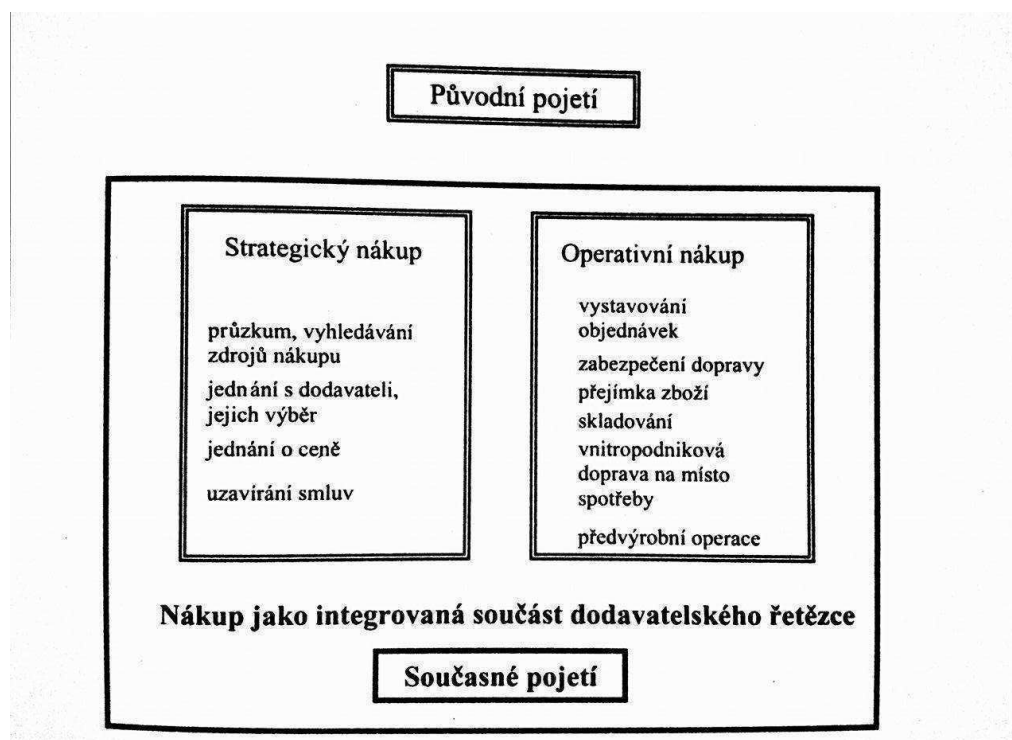 Původní pojetí
Strategický nákup
průzkum, vyhledávání
zdrojů nákupu
jednání s dodavateli,
jejich výběr
jednání o ceně
uzavírání smluv
Operativní nákup
vystavování
objednávek
zabezpečení dopravy
přejímka zboží
skladování
vnitropodniková
doprava na místo
spotřeby
předvýrobní operace
Nákup jako integrovaná součást dodavatelského řetězce
Současné pojetí